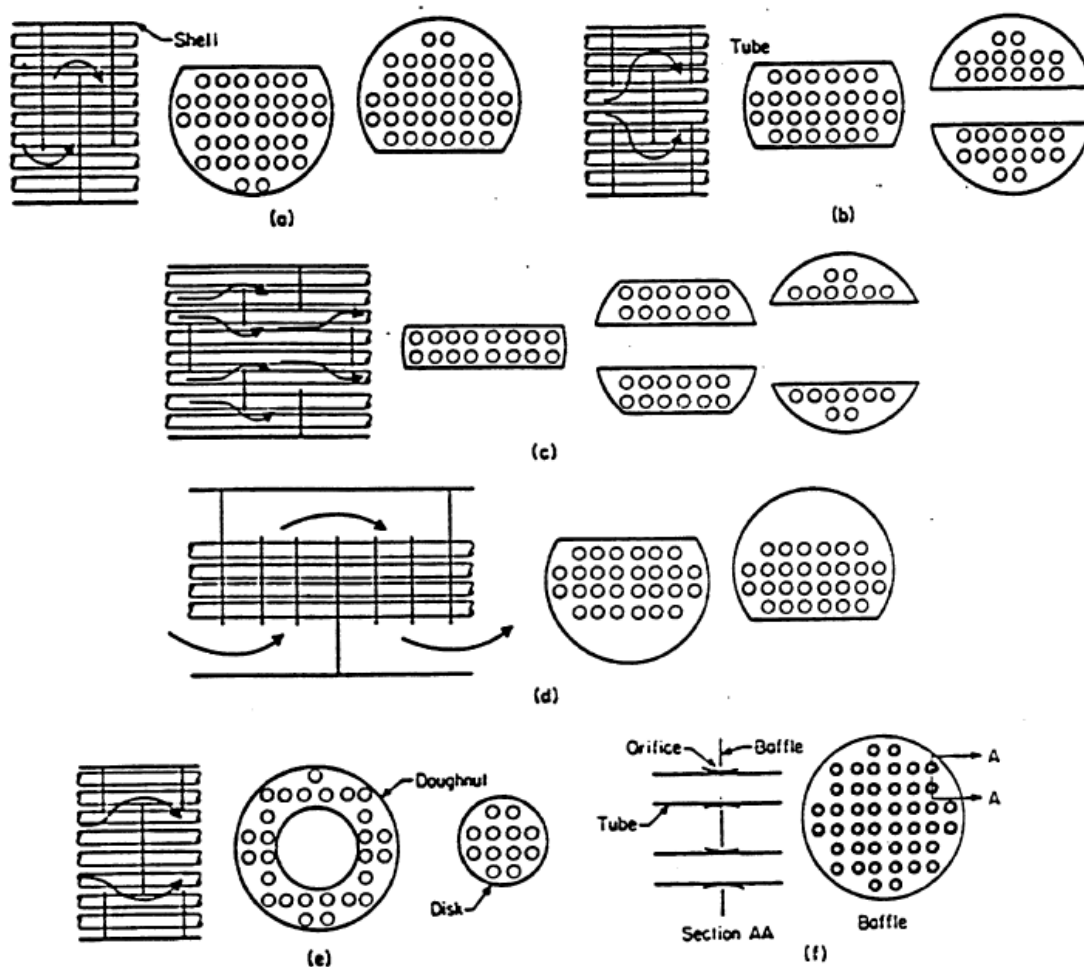 Shell
(a)
Tube
(b)
(c)
(d)
Doughnut
Disk
(e)
Orifice
Baffle
A
A
Tube
Section AA
Baffle
(f)